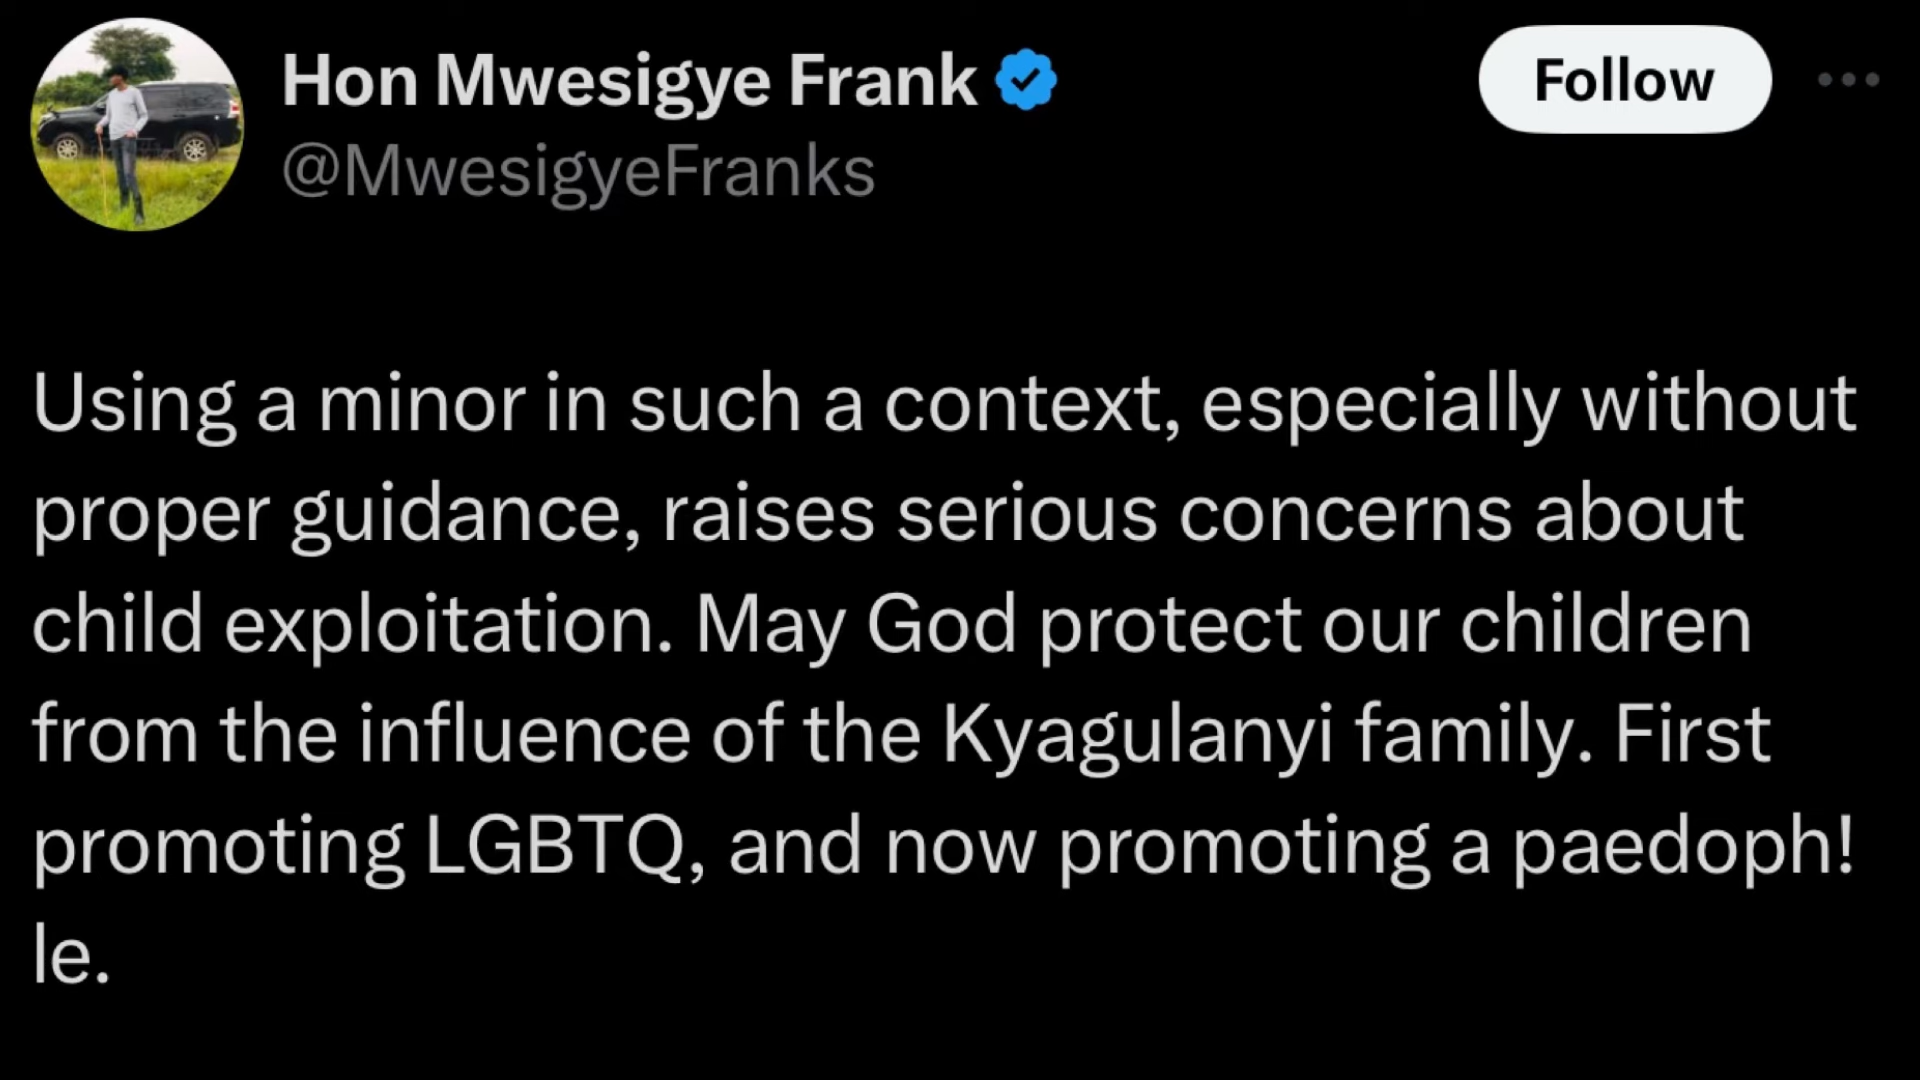 Hon Mwesigye Frank
Follow
@MwesigyeFranks
Using a minor in such a context, especially without
proper guidance, raises serious concerns about
child exploitation. May God protect our children
from the influence of the Kyagulanyi family. First
promoting LGBTQ, and now promoting a paedoph!
le.